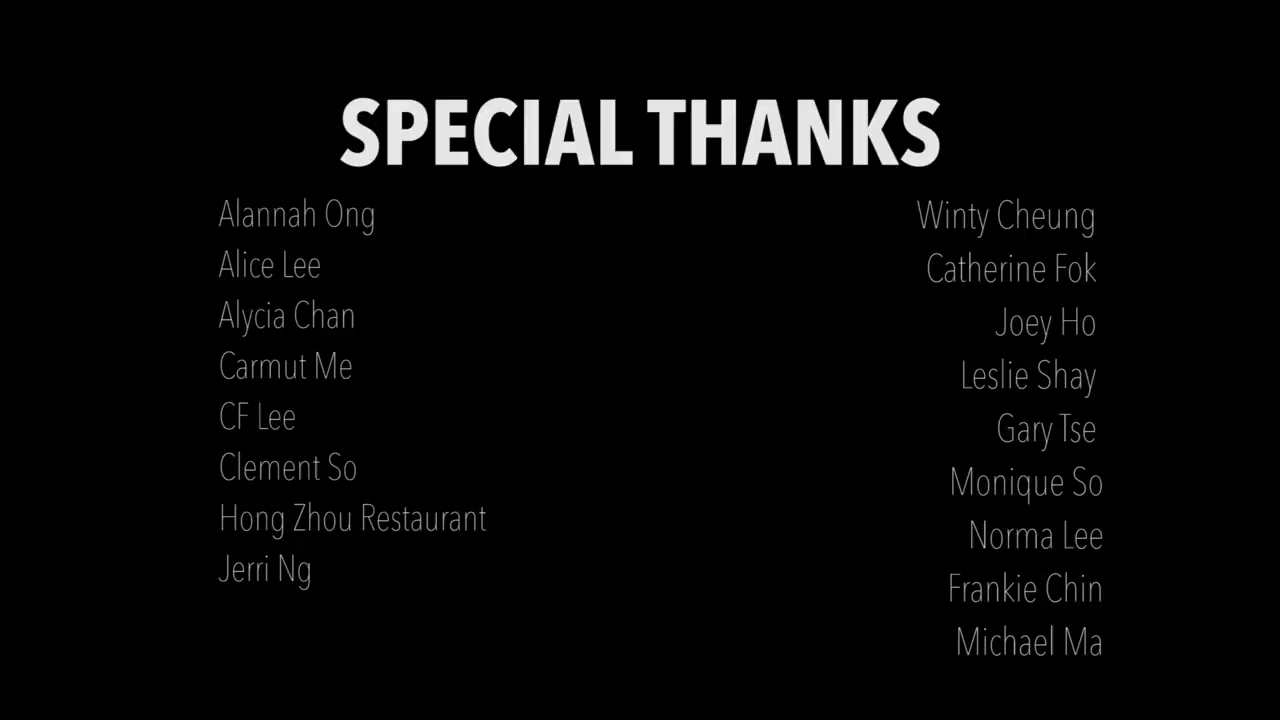 SPECIAL THANKS
Alannah Ong
Alice Lee
Alycia Chan
Carmut Me
CF Lee
Clement So
Hong Zhou Restaurant
Jerri Ng
Winty Cheung
Catherine Fok
Joey Ho
Leslie Shay
Gary Tse
Monique So
Norma Lee
Frankie Chin
Michael Ma